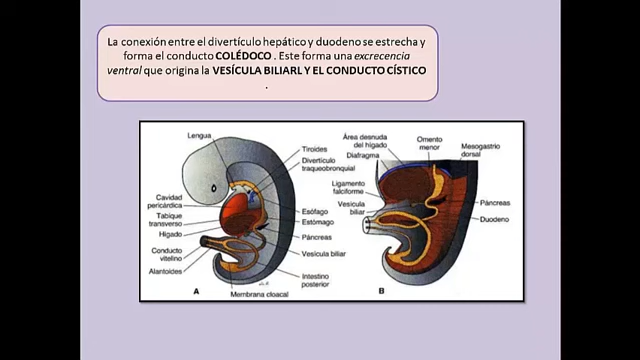 La conexión entre el divertículo hepático y duodeno se estrecha y
forma el conducto COLÉDOCO . Este forma una excrecencia
ventral que origina la VESÍCULA BILIARL Y EL CONDUCTO CÍSTICO
.
Lengua
Tiroides
Divertículo
traqueobronquial
Cavidad
pericárdica
Tabique
transverso
Hígado
Conducto
vitelino
Alantoides
Esófago
Estómago
Páncreas
Vesícula biliar
Intestino
posterior
Membrana cloacal
A
Área desnuda
del hígado
Diafragma
Omento
menor
Mesogastrio
dorsal
Ligamento
falciforme
Vesícula
biliar
Páncreas
Duodeno
B